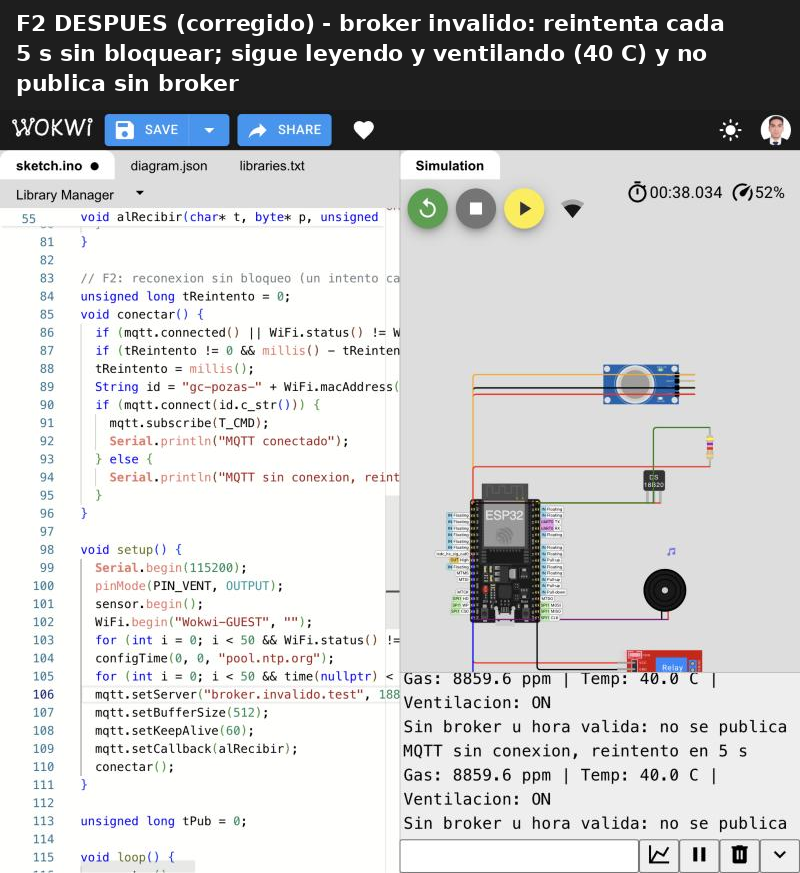 F2 DESPUES (corregido) - broker invalido: reintenta cada
5 s sin bloquear; sigue leyendo y ventilando (40 C) y no
publica sin broker
WOKWi
SAVE
SHARE
sketch.ino ●
diagram.json
libraries.txt
Simulation
Library Manager
00:38.034
52%
55 void alRecibir(char* t, byte* p, unsigned
81 }
82
83 // F2: reconexion sin bloqueo (un intento ca
84 unsigned long tReintento = 0;
85 void conectar() {
86 if (mqtt.connected() || WiFi.status() != W
87 if (tReintento != 0 && millis() - tReinten
88 tReintento = millis();
89 String id = "gc-pozas-" + WiFi.macAddress(
90 if (mqtt.connect(id.c_str())) {
91 mqtt.subscribe(T_CMD);
92 Serial.println("MQTT conectado");
93 } else {
94 Serial.println("MQTT sin conexion, reint
95 }
96 }
97
98 void setup() {
99 Serial.begin(115200);
100 pinMode(PIN_VENT, OUTPUT);
101 sensor.begin();
102 WiFi.begin("Wokwi-GUEST", "");
103 for (int i = 0; i < 50 && WiFi.status() !=
104 configTime(0, 0, "pool.ntp.org");
105 for (int i = 0; i < 50 && time(nullptr) <
106 mqtt.setServer("broker.invalido.test", 188
107 mqtt.setBufferSize(512);
108 mqtt.setKeepAlive(60);
109 mqtt.setCallback(alRecibir);
110 conectar();
111 }
112
113 unsigned long tPub = 0;
114
115 void loop() {
ESP32
DS
18B20
Relay
Gas: 8859.6 ppm | Temp: 40.0 C |
Ventilacion: ON
Sin broker u hora valida: no se publica
MQTT sin conexion, reintento en 5 s
Gas: 8859.6 ppm | Temp: 40.0 C |
Ventilacion: ON
Sin broker u hora valida: no se publica